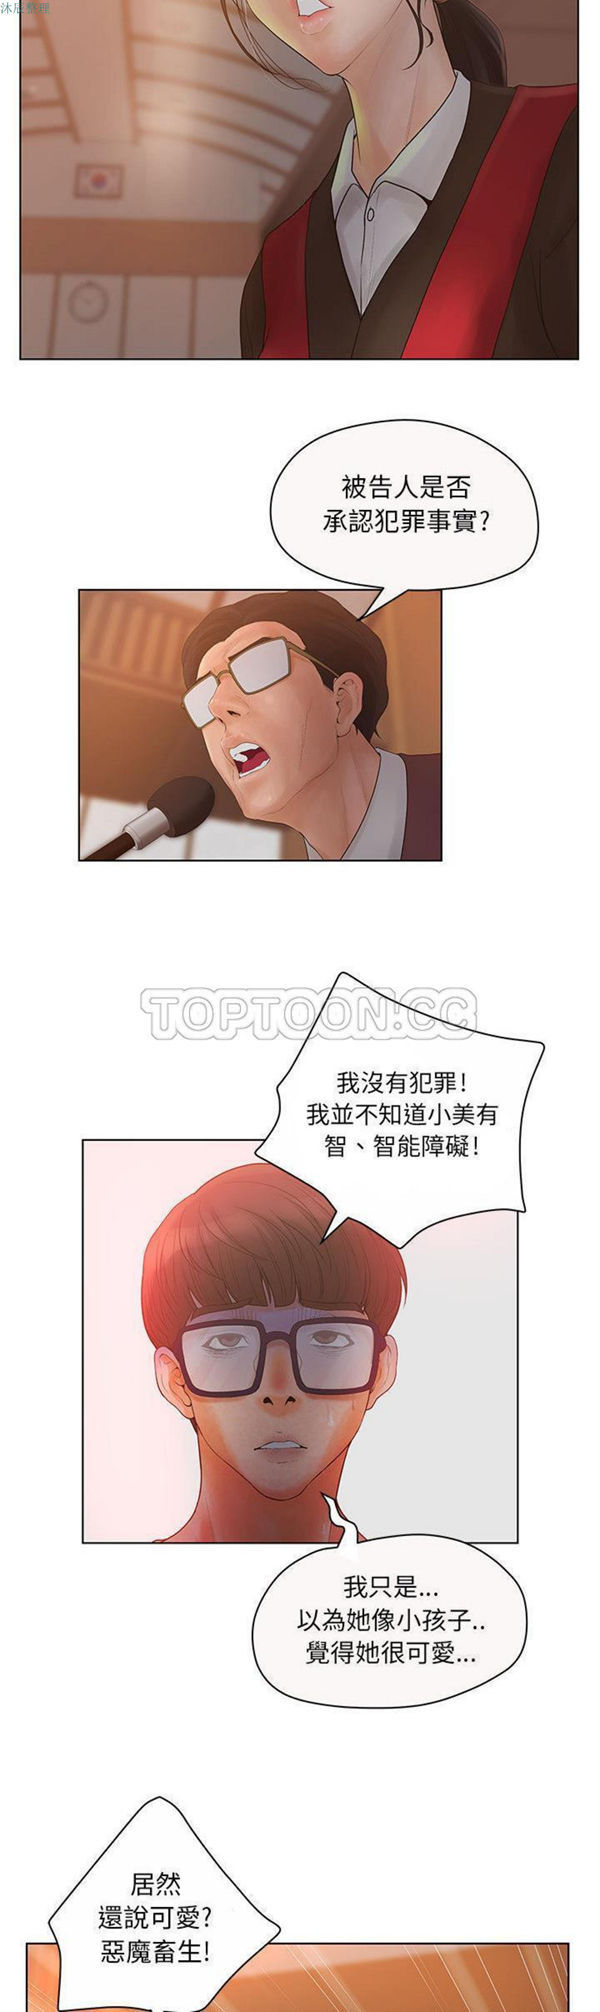 沐辰整理
被告人是否
承認犯罪事實?
TOPTOON.CC
我沒有犯罪!
我並不知道小美有
智、智能障礙!
我只是...
以為她像小孩子..
覺得她很可愛...
居然
還說可愛?
惡魔畜生!